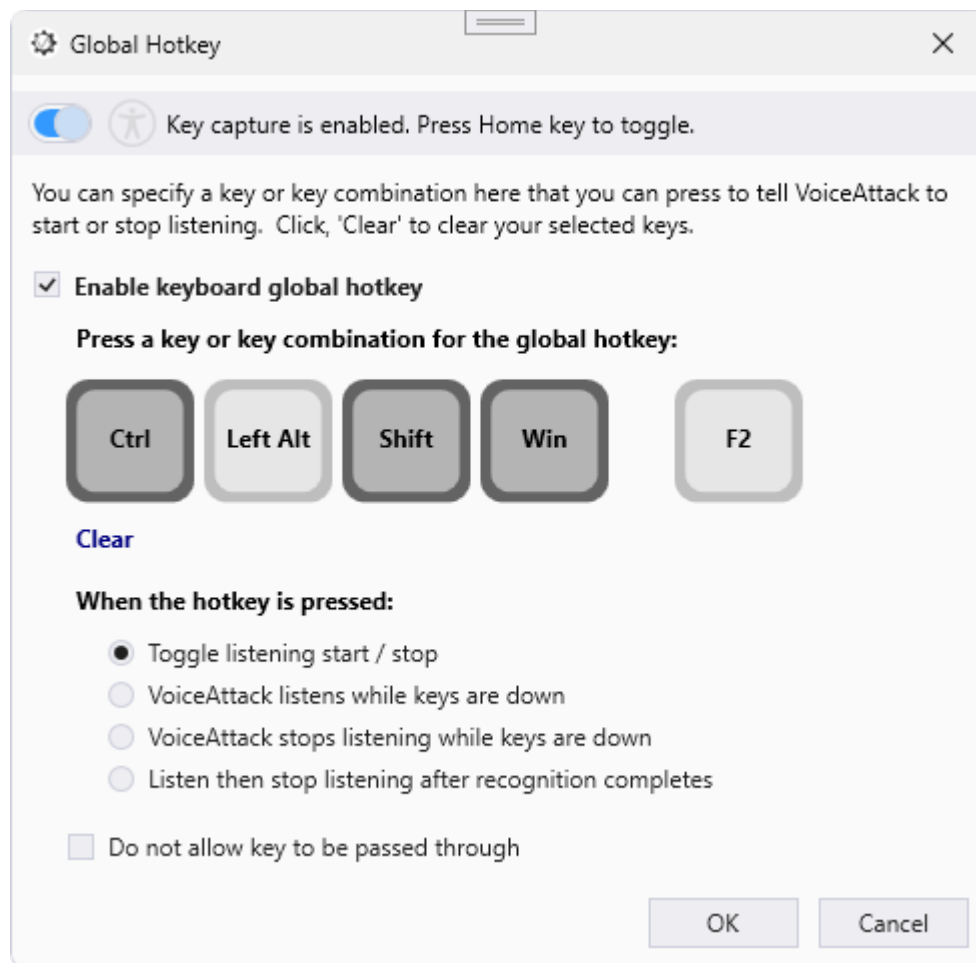 Global Hotkey
Key capture is enabled. Press Home key to toggle.
You can specify a key or key combination here that you can press to tell VoiceAttack to
start or stop listening.  Click, 'Clear' to clear your selected keys.
Enable keyboard global hotkey
Press a key or key combination for the global hotkey:
Ctrl Left Alt Shift Win F2
Clear
When the hotkey is pressed:
Toggle listening start / stop
VoiceAttack listens while keys are down
VoiceAttack stops listening while keys are down
Listen then stop listening after recognition completes
Do not allow key to be passed through
OK Cancel